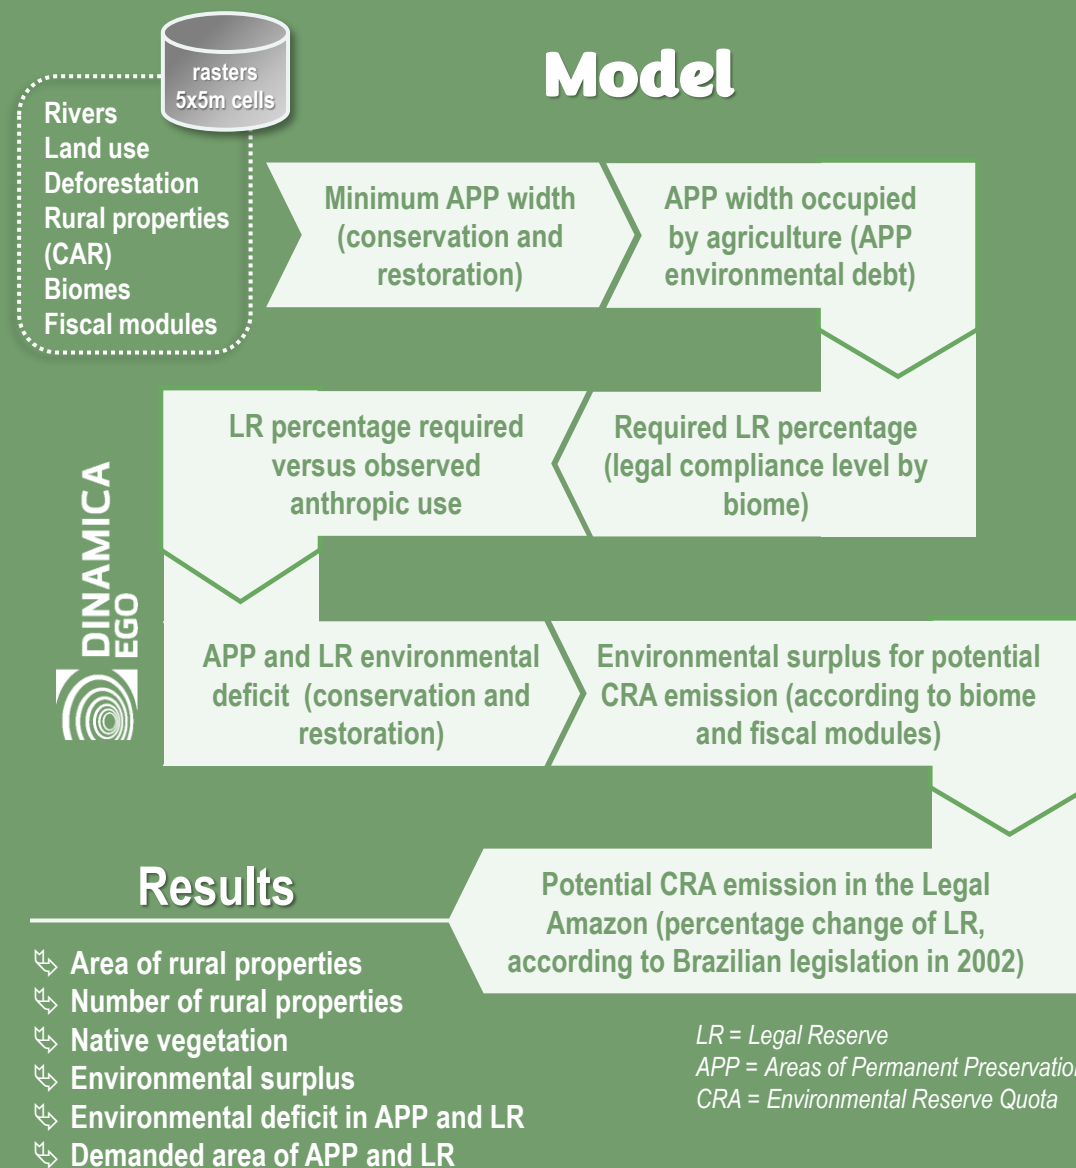 Model
rasters
5x5m cells
Rivers
Land use
Deforestation
Rural properties
(CAR)
Biomes
Fiscal modules
Minimum APP width
(conservation and
restoration)
APP width occupied
by agriculture (APP
environmental debt)
Required LR percentage
(legal compliance level by
biome)
LR percentage required
versus observed
anthropic use
DINAMICA
EGO
APP and LR environmental
deficit (conservation and
restoration)
Environmental surplus for potential
CRA emission (according to biome
and fiscal modules)
Potential CRA emission in the Legal
Amazon (percentage change of LR,
according to Brazilian legislation in 2002)
Results
Area of rural properties
Number of rural properties
Native vegetation
Environmental surplus
Environmental deficit in APP and LR
Demanded area of APP and LR
LR = Legal Reserve
APP = Areas of Permanent Preservation
CRA = Environmental Reserve Quota